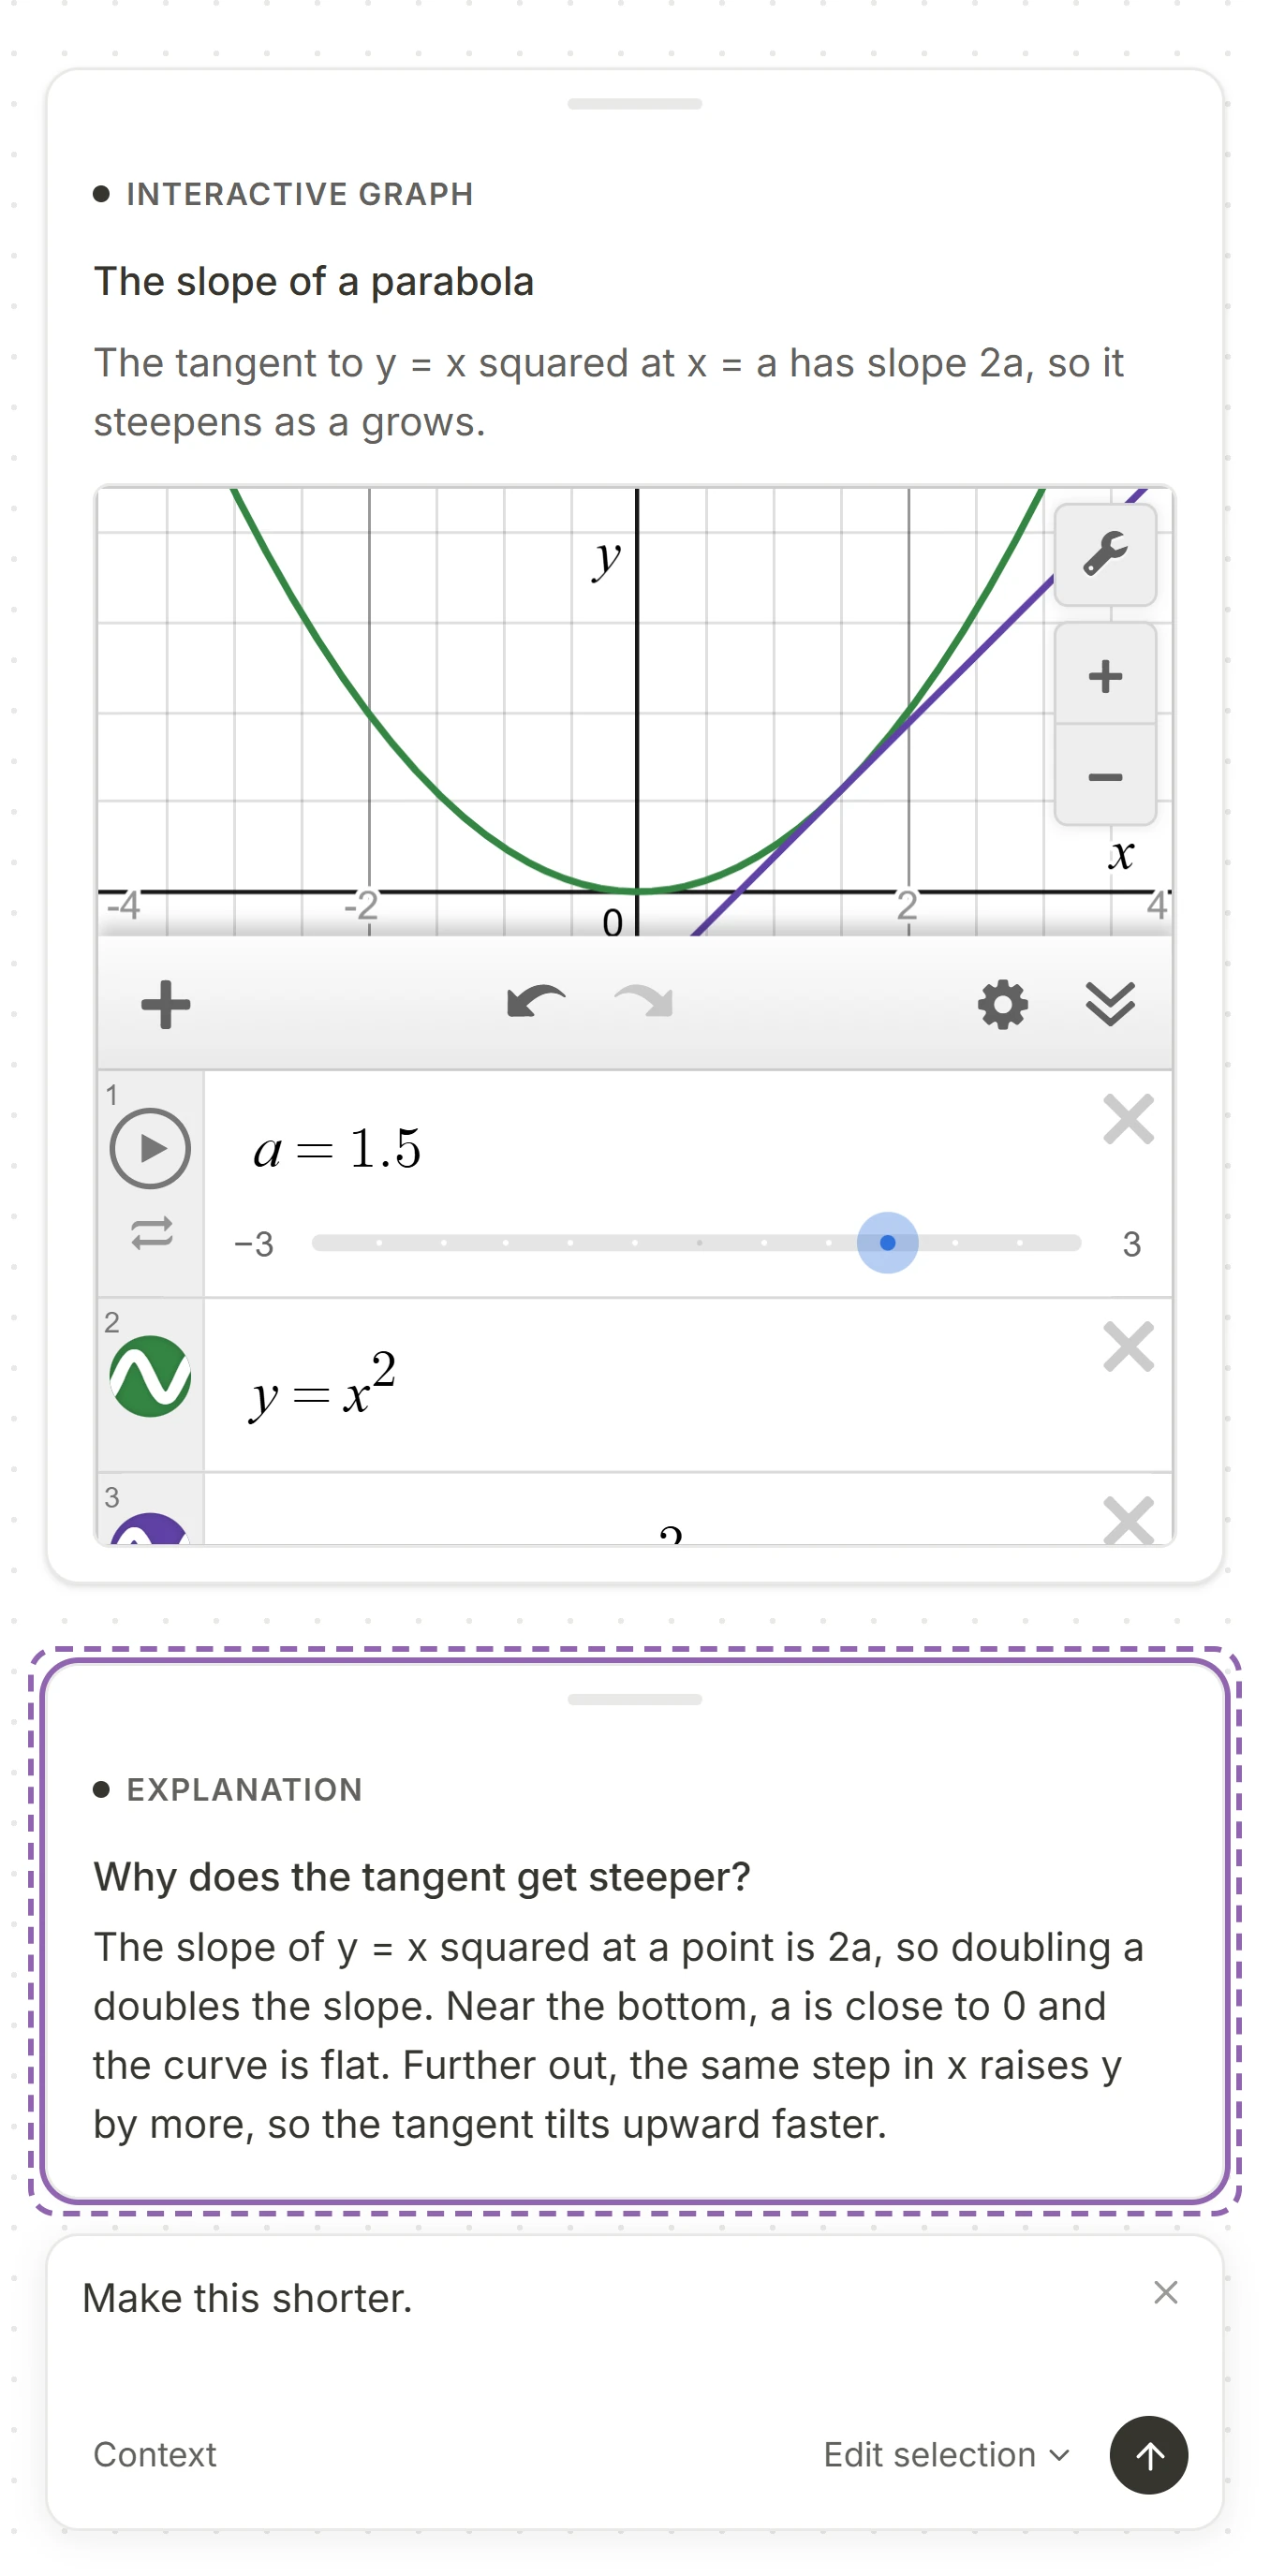 INTERACTIVE GRAPH
The slope of a parabola
The tangent to y = x squared at x = a has slope 2a, so it
steepens as a grows.
y
x
-4
-2
0
2
4
1
a = 1.5
−3
3
2
y = x²
3
2
EXPLANATION
Why does the tangent get steeper?
The slope of y = x squared at a point is 2a, so doubling a
doubles the slope. Near the bottom, a is close to 0 and
the curve is flat. Further out, the same step in x raises y
by more, so the tangent tilts upward faster.
Make this shorter.
Context
Edit selection